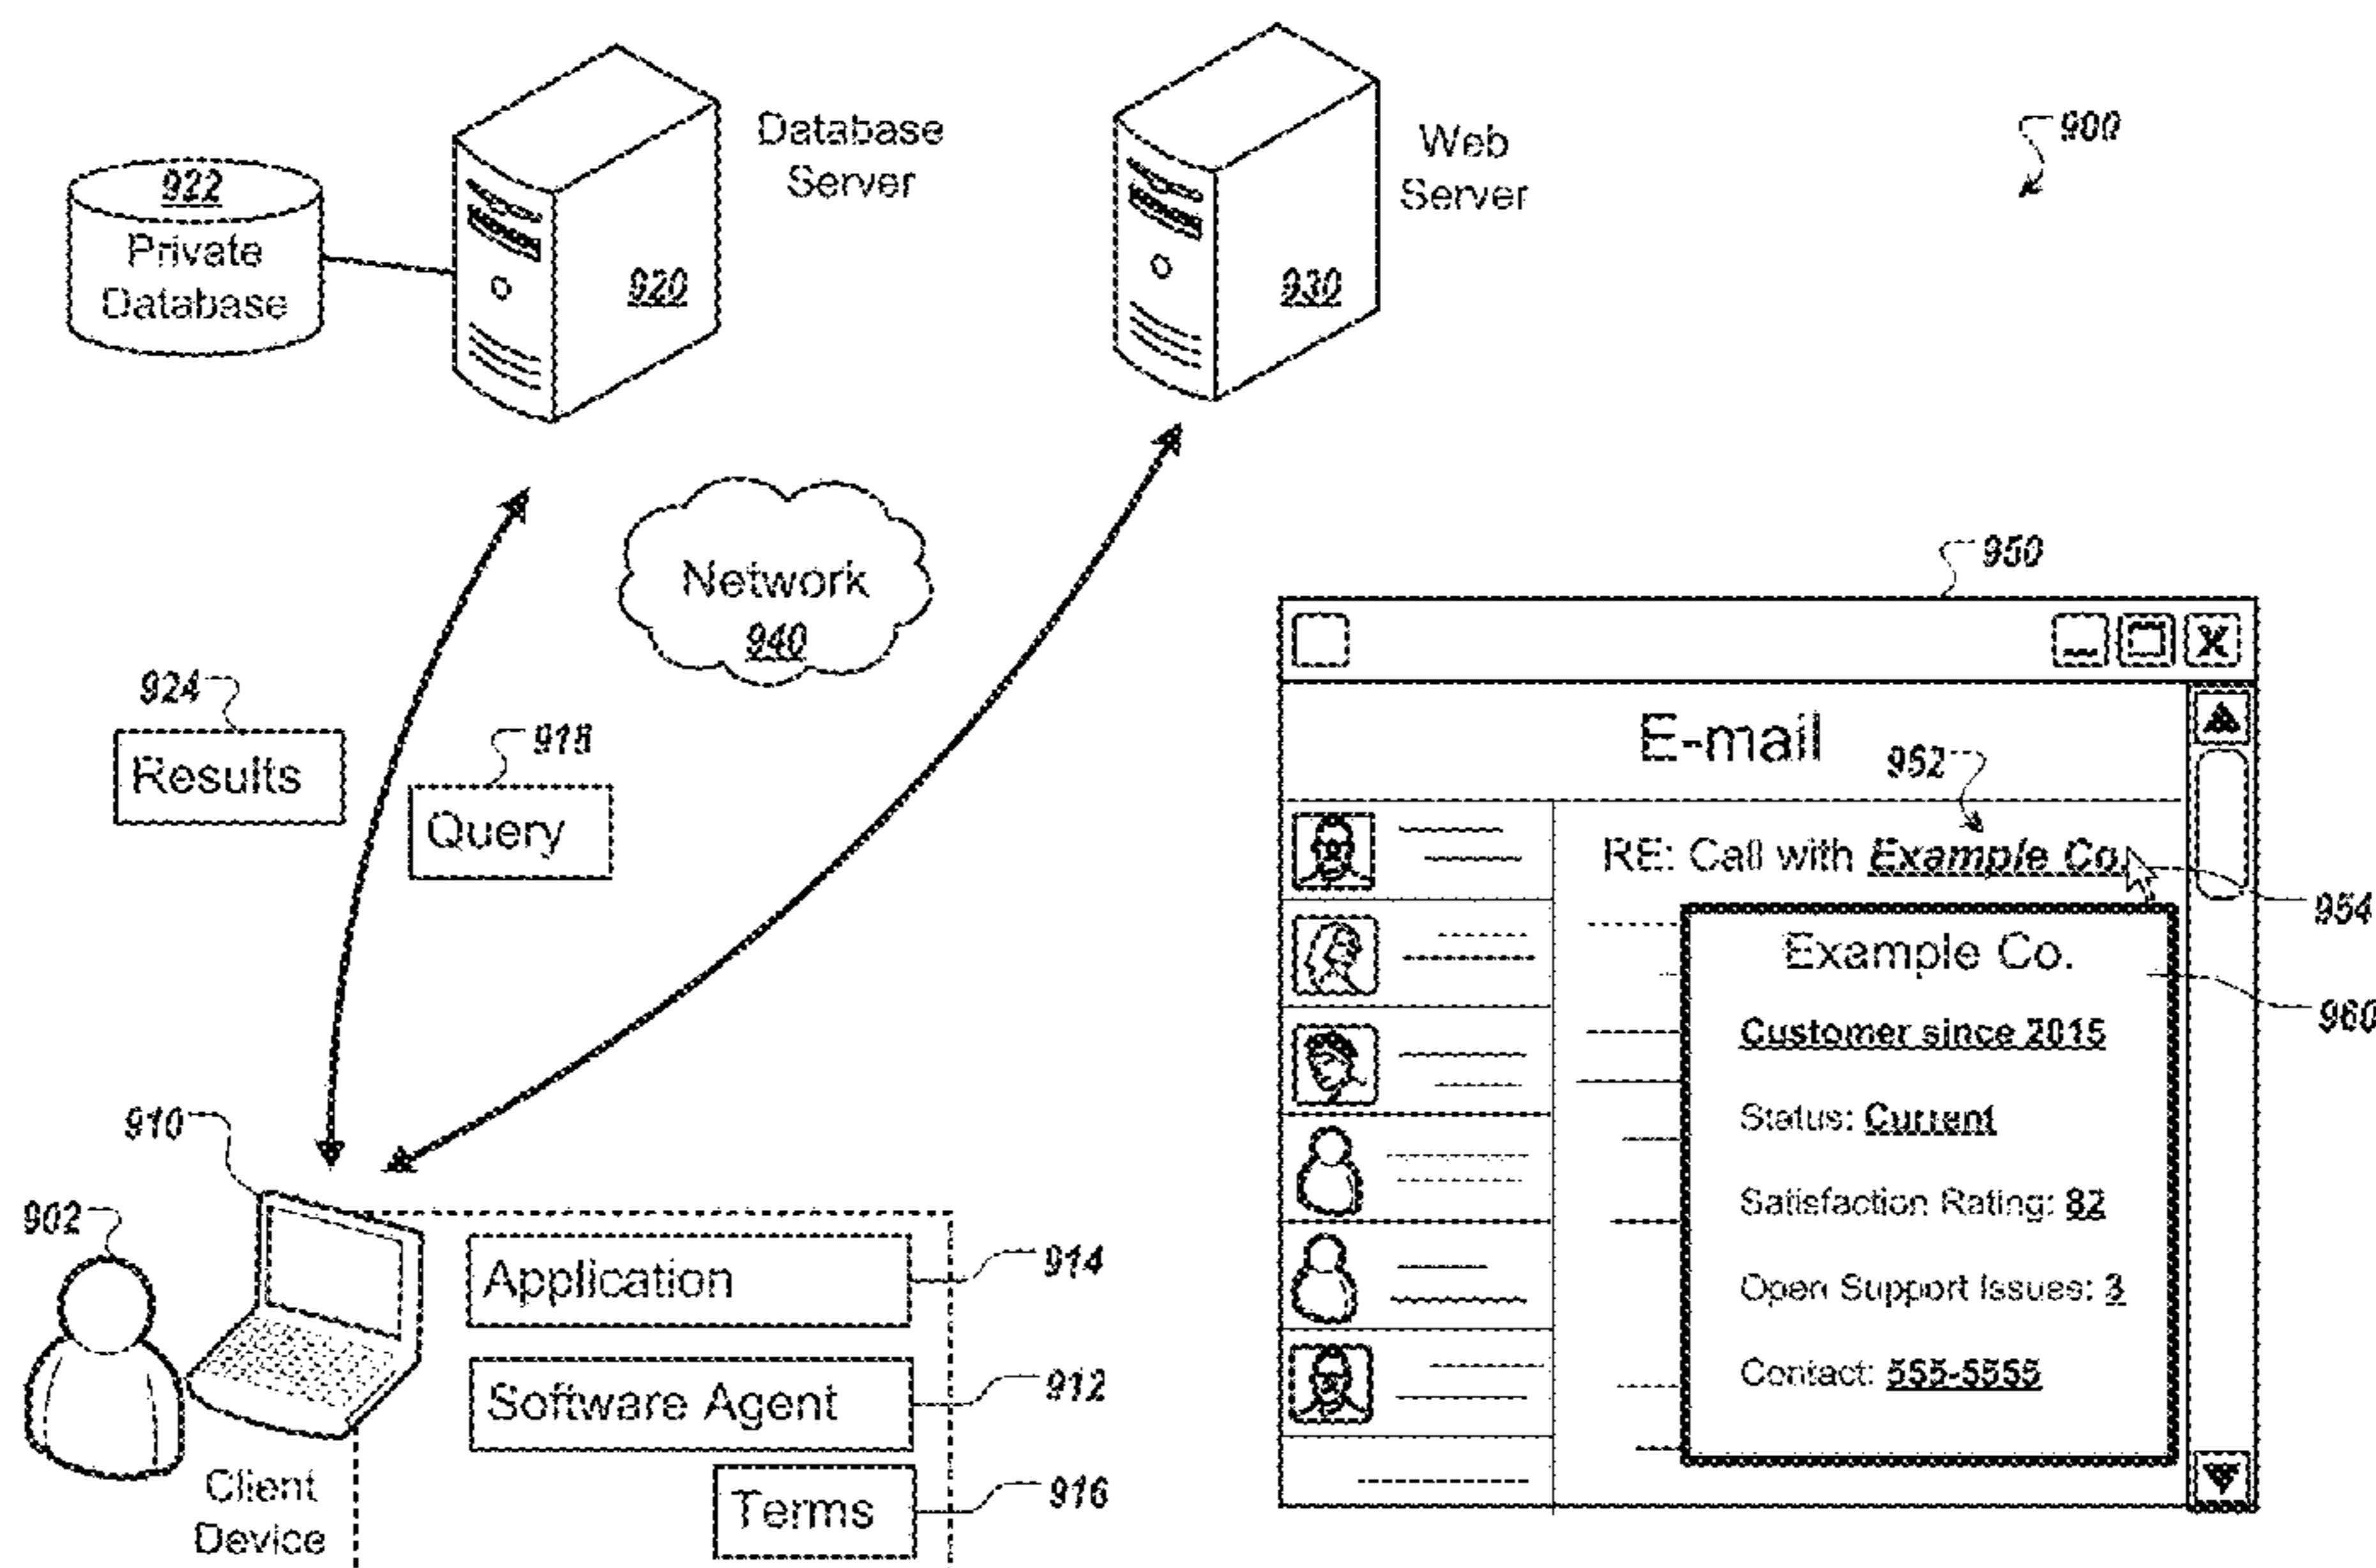 900
Database
Server
Web
Server
922
Private
Database
920
930
Network
940
924
Results
918
Query
910
902
Client
Device
Application
914
Software Agent
912
Terms
916
950
X
E-mail
952
RE: Call with Example Co.
954
Example Co.
960
Customer since 2015
Status: Current
Satisfaction Rating: 82
Open Support Issues: 3
Contact: 555-5555